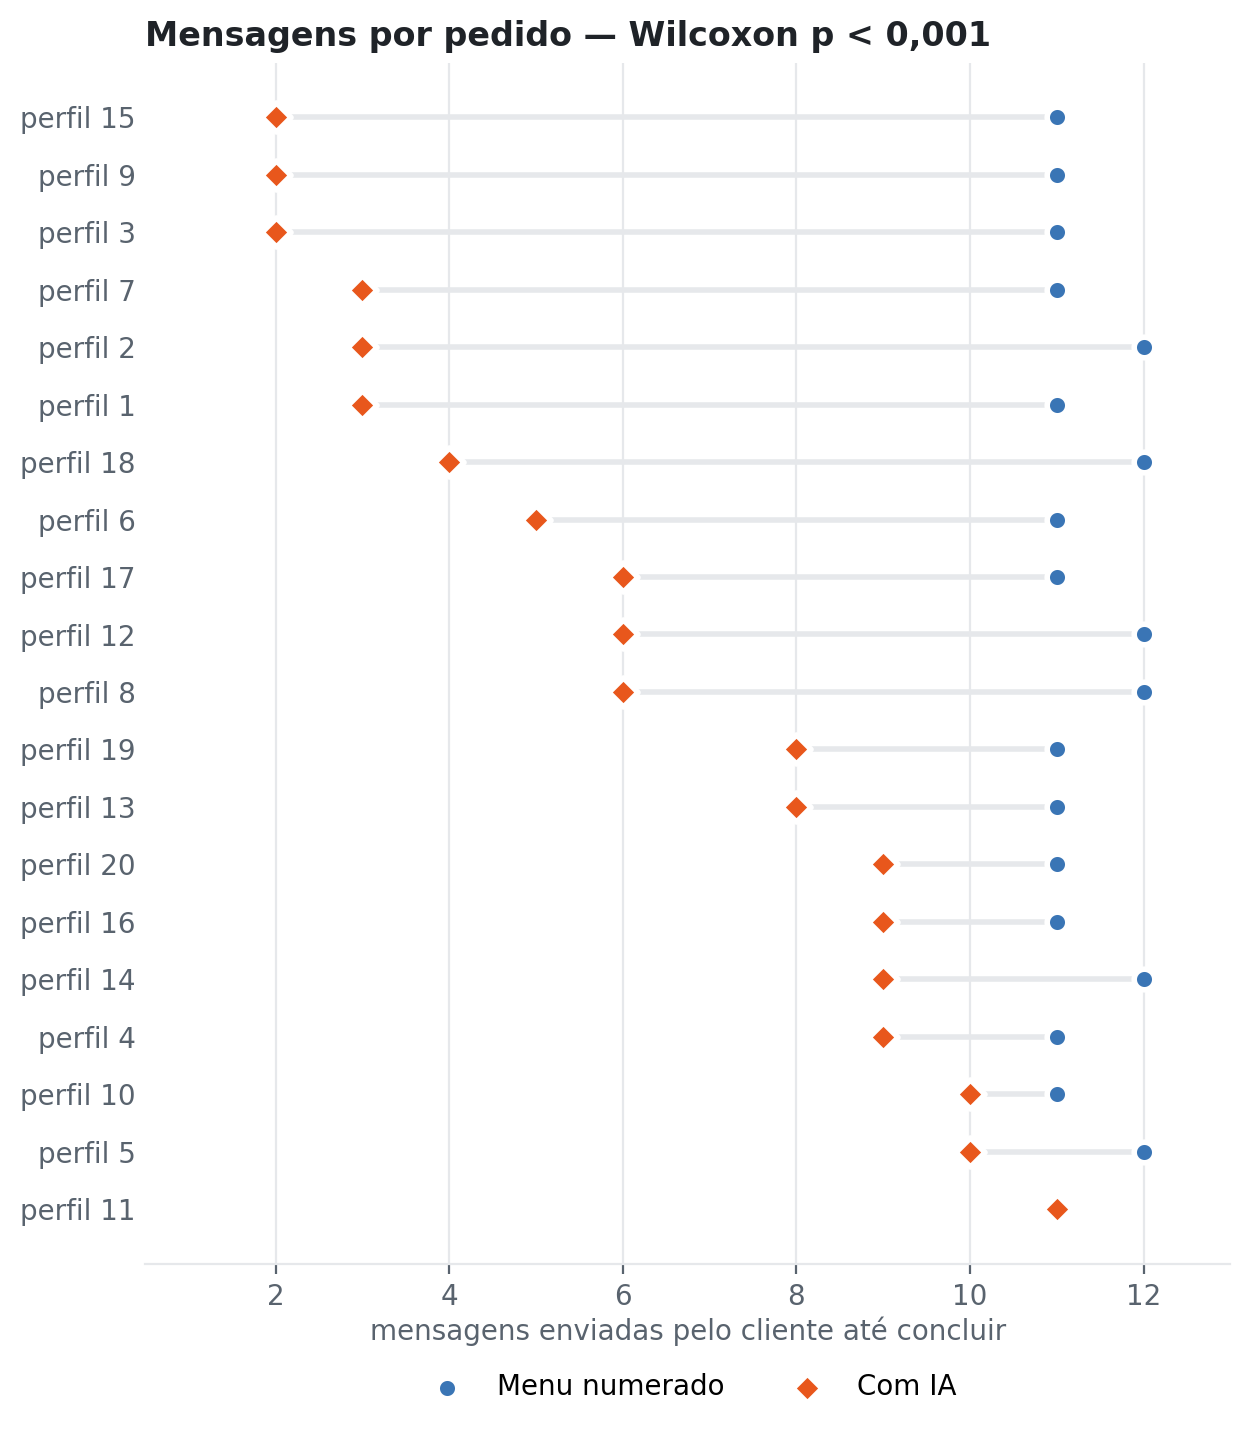 Mensagens por pedido — Wilcoxon p < 0,001
perfil 15
perfil 9
perfil 3
perfil 7
perfil 2
perfil 1
perfil 18
perfil 6
perfil 17
perfil 12
perfil 8
perfil 19
perfil 13
perfil 20
perfil 16
perfil 14
perfil 4
perfil 10
perfil 5
perfil 11
2 4 6 8 10 12
mensagens enviadas pelo cliente até concluir
Menu numerado Com IA